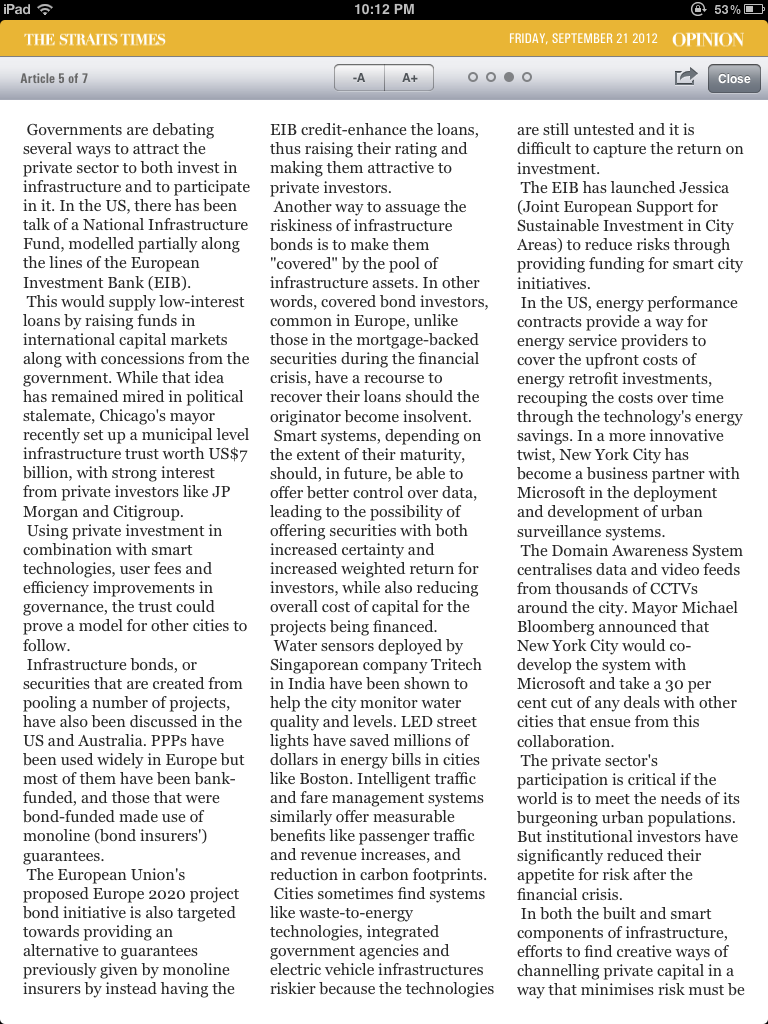 iPad
10:12 PM
53%
THE STRAITS TIMES
FRIDAY, SEPTEMBER 21 2012 OPINION
Article 5 of 7
-A
A+
Close
Governments are debating
several ways to attract the
private sector to both invest in
infrastructure and to participate
in it. In the US, there has been
talk of a National Infrastructure
Fund, modelled partially along
the lines of the European
Investment Bank (EIB).
This would supply low-interest
loans by raising funds in
international capital markets
along with concessions from the
government. While that idea
has remained mired in political
stalemate, Chicago's mayor
recently set up a municipal level
infrastructure trust worth US$7
billion, with strong interest
from private investors like JP
Morgan and Citigroup.
Using private investment in
combination with smart
technologies, user fees and
efficiency improvements in
governance, the trust could
prove a model for other cities to
follow.
Infrastructure bonds, or
securities that are created from
pooling a number of projects,
have also been discussed in the
US and Australia. PPPs have
been used widely in Europe but
most of them have been bank-
funded, and those that were
bond-funded made use of
monoline (bond insurers')
guarantees.
The European Union's
proposed Europe 2020 project
bond initiative is also targeted
towards providing an
alternative to guarantees
previously given by monoline
insurers by instead having the
EIB credit-enhance the loans,
thus raising their rating and
making them attractive to
private investors.
Another way to assuage the
riskiness of infrastructure
bonds is to make them
"covered" by the pool of
infrastructure assets. In other
words, covered bond investors,
common in Europe, unlike
those in the mortgage-backed
securities during the financial
crisis, have a recourse to
recover their loans should the
originator become insolvent.
Smart systems, depending on
the extent of their maturity,
should, in future, be able to
offer better control over data,
leading to the possibility of
offering securities with both
increased certainty and
increased weighted return for
investors, while also reducing
overall cost of capital for the
projects being financed.
Water sensors deployed by
Singaporean company Tritech
in India have been shown to
help the city monitor water
quality and levels. LED street
lights have saved millions of
dollars in energy bills in cities
like Boston. Intelligent traffic
and fare management systems
similarly offer measurable
benefits like passenger traffic
and revenue increases, and
reduction in carbon footprints.
Cities sometimes find systems
like waste-to-energy
technologies, integrated
government agencies and
electric vehicle infrastructures
riskier because the technologies
are still untested and it is
difficult to capture the return on
investment.
The EIB has launched Jessica
(Joint European Support for
Sustainable Investment in City
Areas) to reduce risks through
providing funding for smart city
initiatives.
In the US, energy performance
contracts provide a way for
energy service providers to
cover the upfront costs of
energy retrofit investments,
recouping the costs over time
through the technology's energy
savings. In a more innovative
twist, New York City has
become a business partner with
Microsoft in the deployment
and development of urban
surveillance systems.
The Domain Awareness System
centralises data and video feeds
from thousands of CCTVs
around the city. Mayor Michael
Bloomberg announced that
New York City would co-
develop the system with
Microsoft and take a 30 per
cent cut of any deals with other
cities that ensue from this
collaboration.
The private sector's
participation is critical if the
world is to meet the needs of its
burgeoning urban populations.
But institutional investors have
significantly reduced their
appetite for risk after the
financial crisis.
In both the built and smart
components of infrastructure,
efforts to find creative ways of
channelling private capital in a
way that minimises risk must be